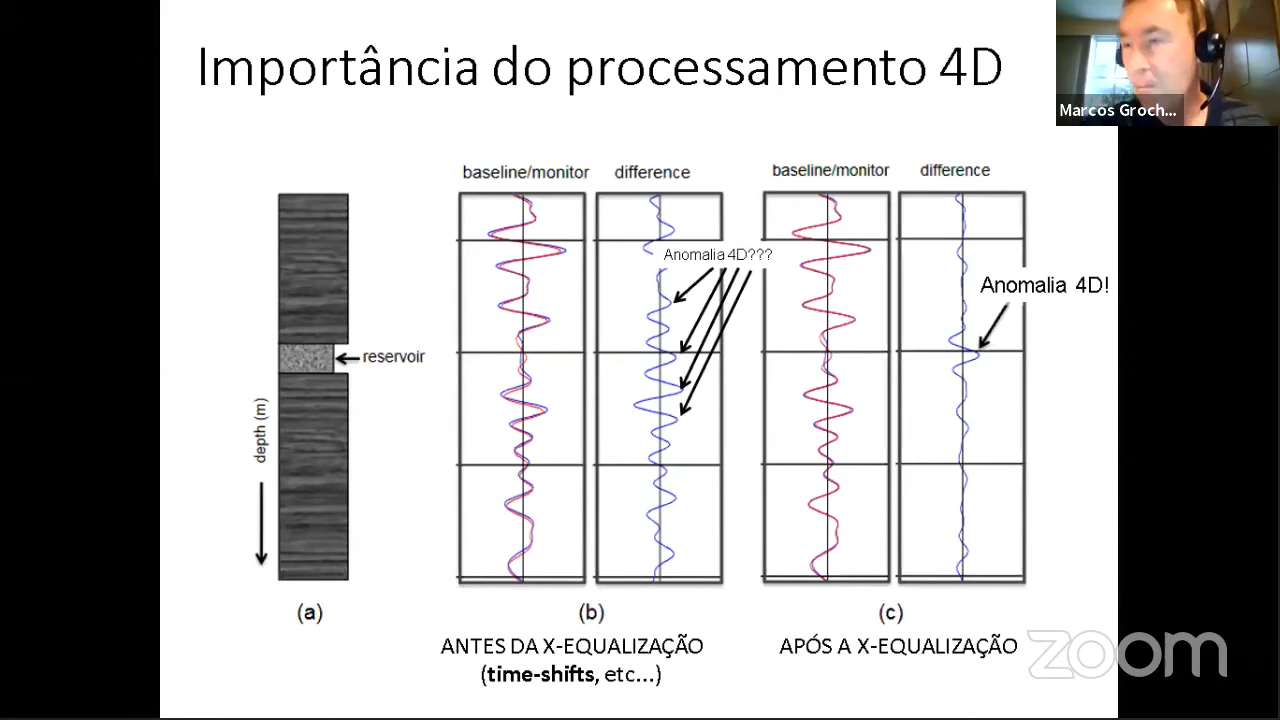 Importância do processamento 4D
Marcos Groch...
baseline/monitor
difference
baseline/monitor
difference
Anomalia 4D???
Anomalia 4D!
reservoir
depth (m)
(a)
(b)
(c)
ANTES DA X-EQUALIZAÇÃO
(time-shifts, etc...)
APÓS A X-EQUALIZAÇÃO
zoom